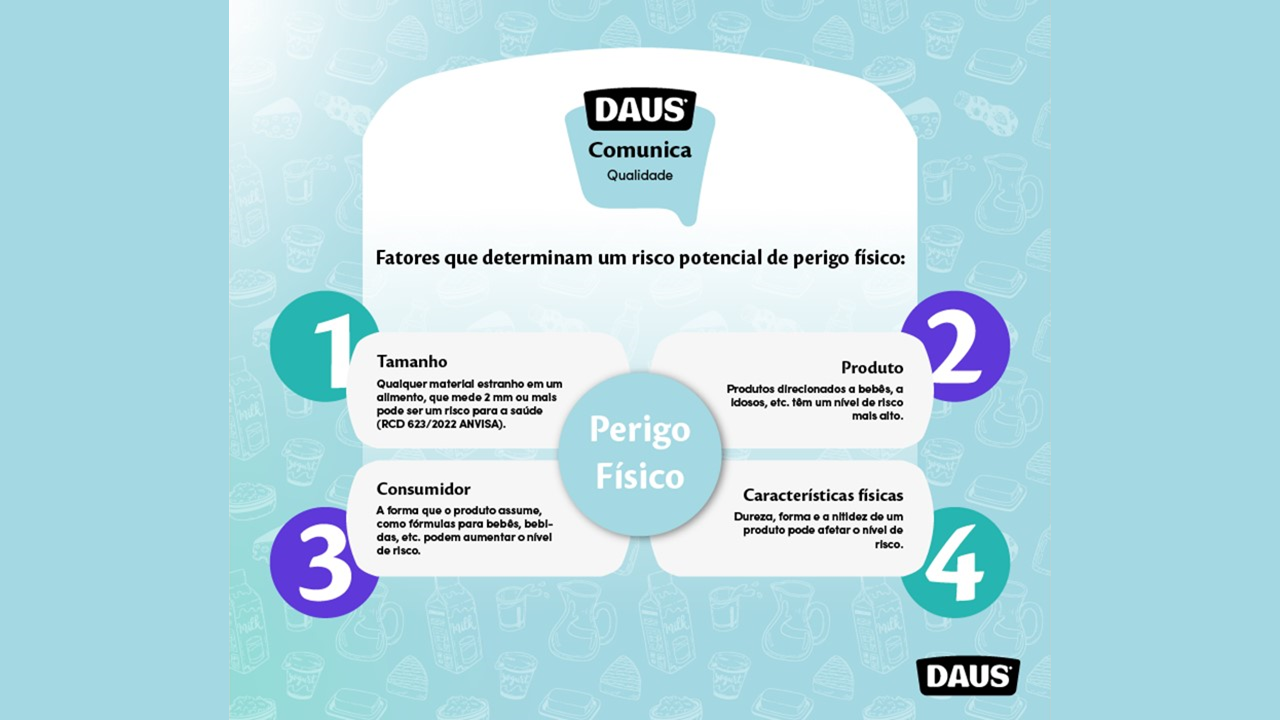 DAUS
Comunica
Qualidade
Fatores que determinam um risco potencial de perigo físico:
1
Tamanho
Qualquer material estranho em um
alimento, que mede 2 mm ou mais
pode ser um risco para a saúde
(RCD 623/2022 ANVISA).
2
Produto
Produtos direcionados a bebês, a
idosos, etc. têm um nível de risco
mais alto.
Perigo
Físico
3
Consumidor
A forma que o produto assume,
como fórmulas para bebês, bebi-
das, etc. podem aumentar o nível
de risco.
4
Características físicas
Dureza, forma e a nitidez de um
produto pode afetar o nível de
risco.
Milk
Milk
DAUS